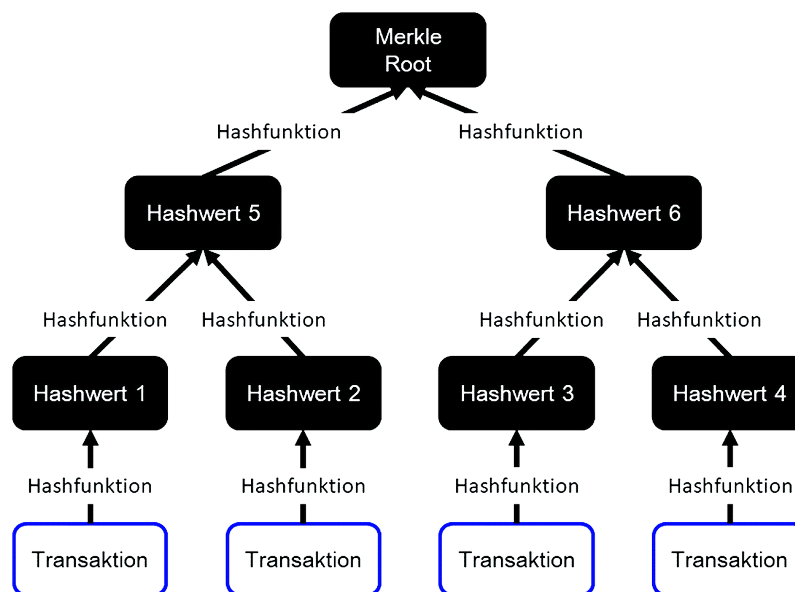 Merkle
Root
Hashfunktion Hashfunktion
Hashwert 5 Hashwert 6
Hashfunktion Hashfunktion Hashfunktion Hashfunktion
Hashwert 1 Hashwert 2 Hashwert 3 Hashwert 4
Hashfunktion Hashfunktion Hashfunktion Hashfunktion
Transaktion Transaktion Transaktion Transaktion